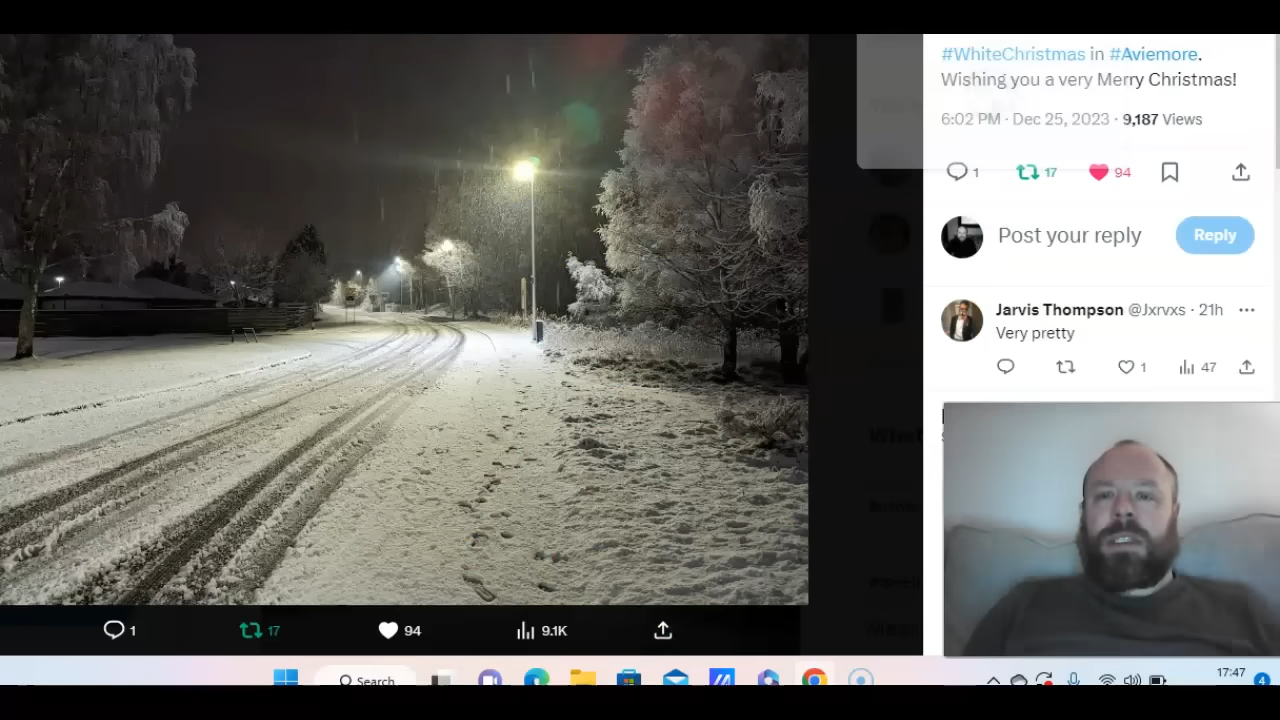 #WhiteChristmas in #Aviemore.
Wishing you a very Merry Christmas!
6:02 PM · Dec 25, 2023 · 9,187 Views
1 17 94
Post your reply Reply
Jarvis Thompson @Jxrvxs · 21h
Very pretty
1 47
1 17 94 9.1K
Search
17:47 4